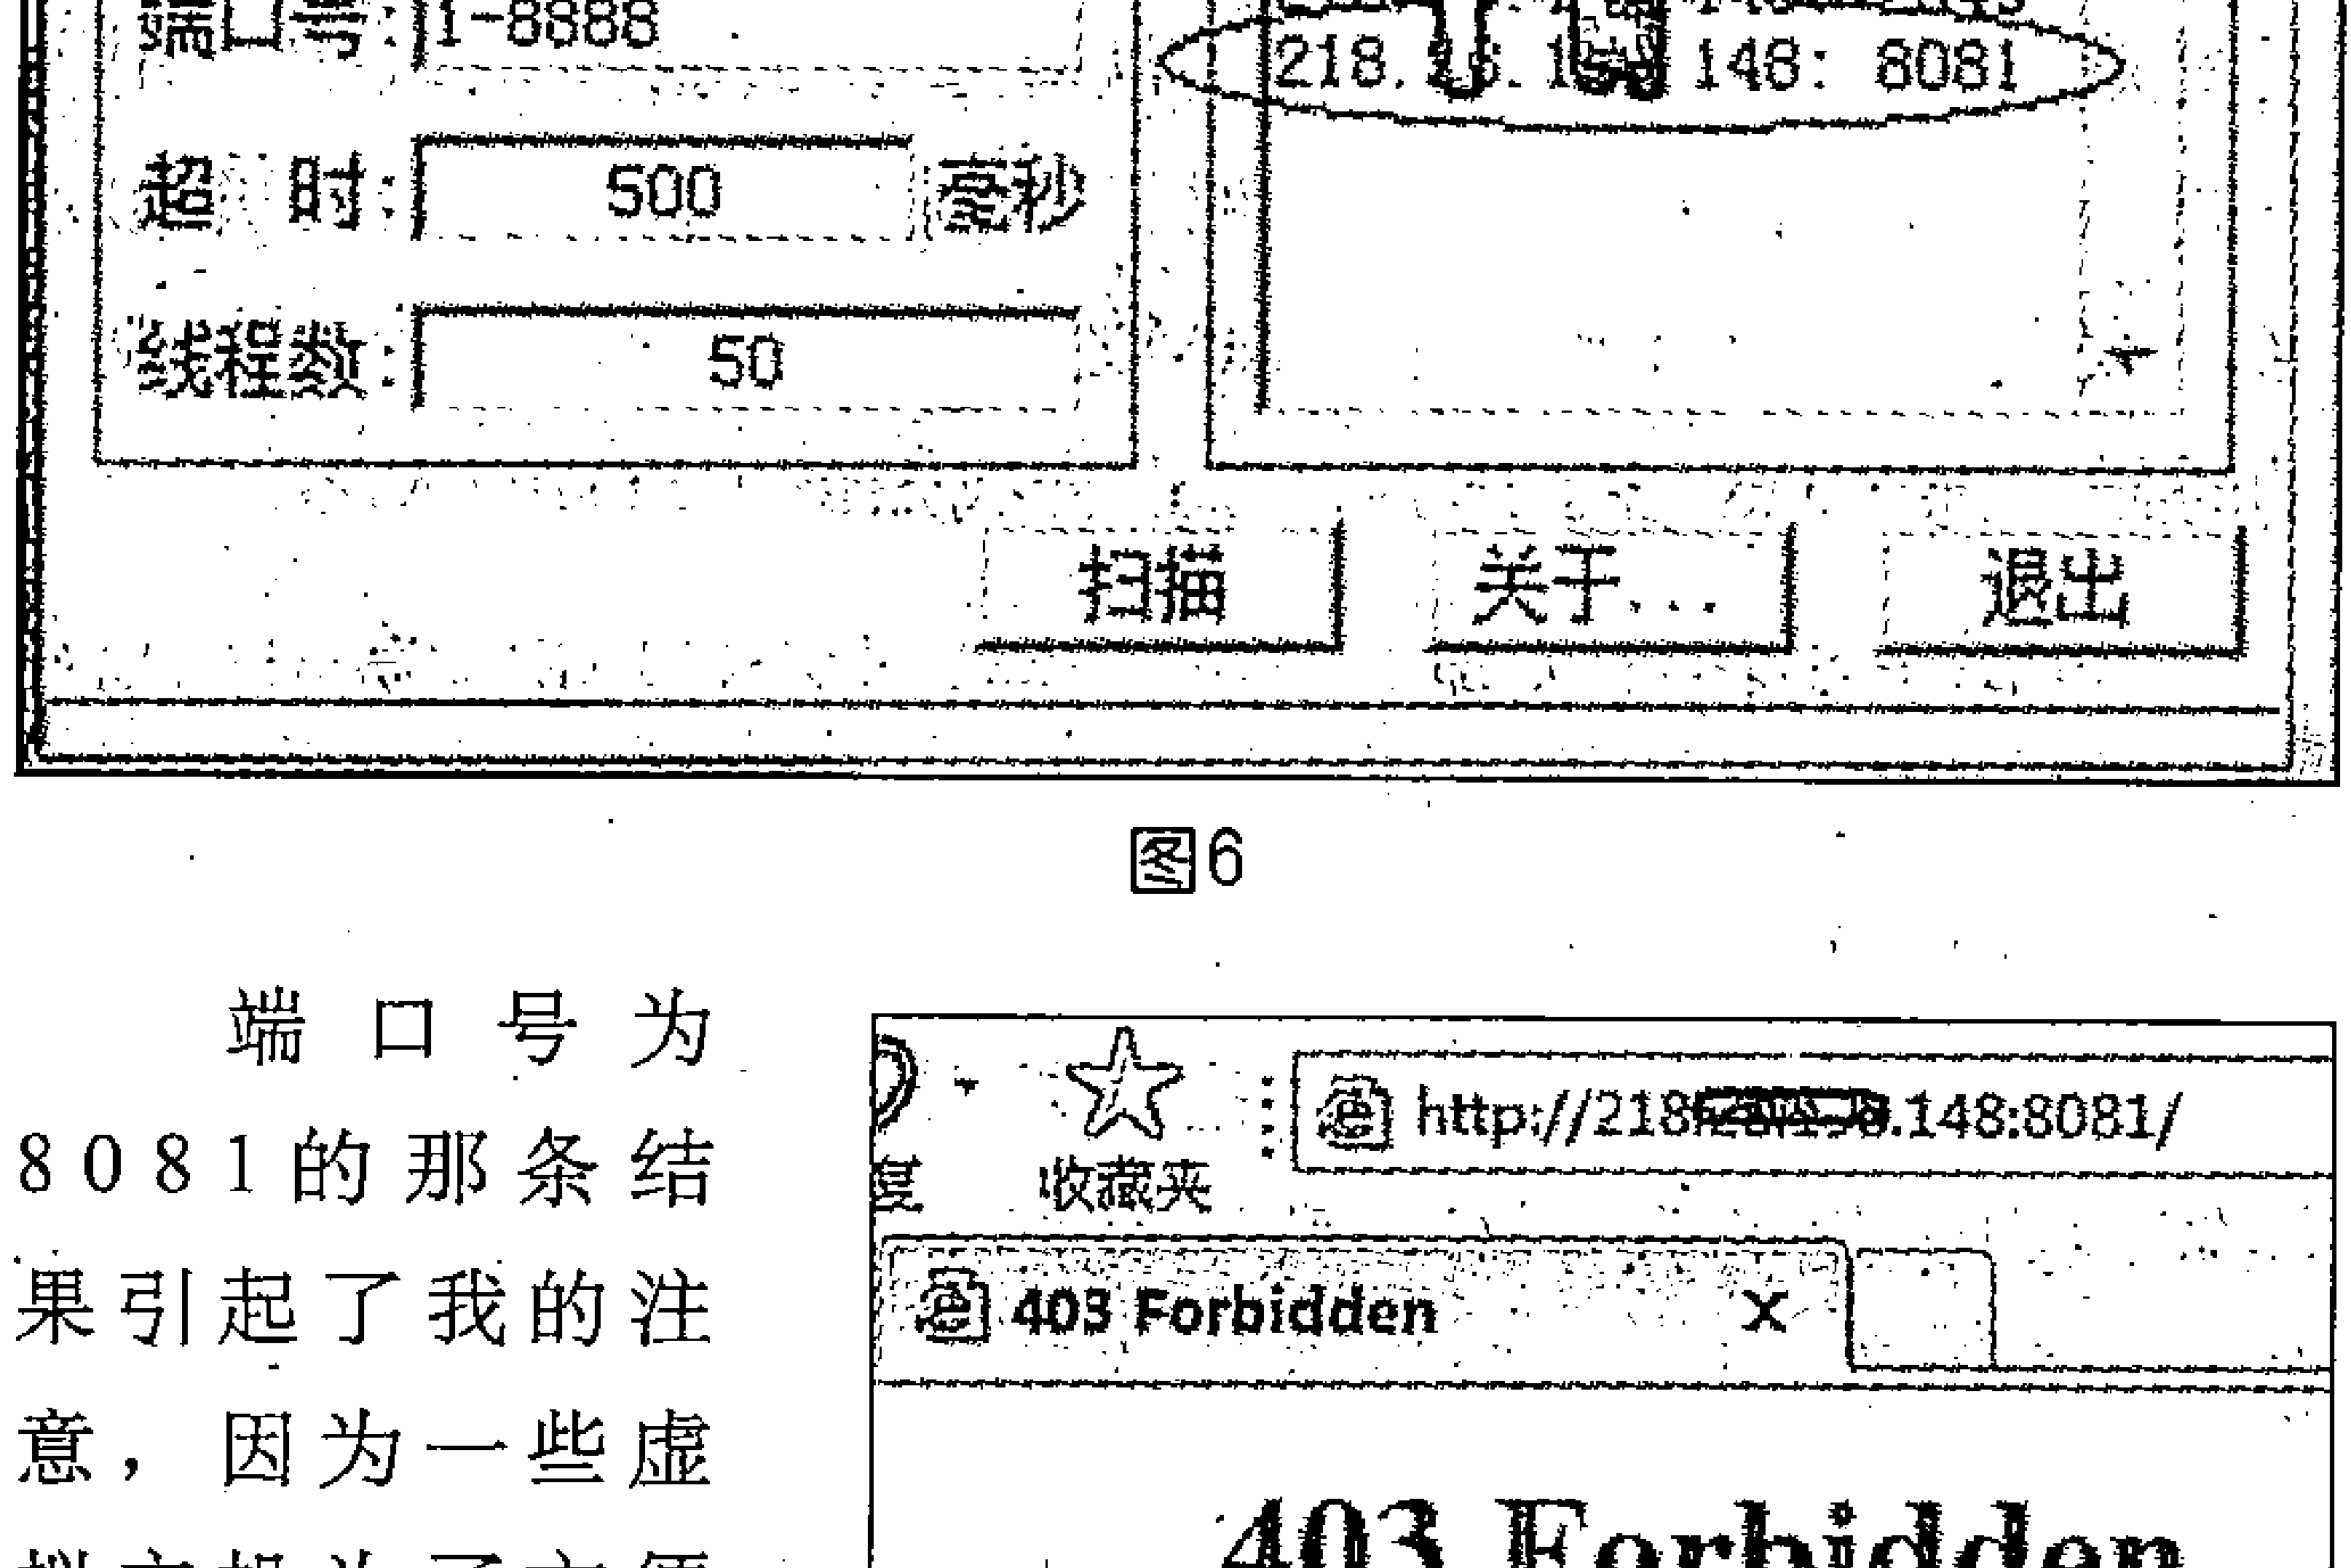 端口号: 1-8888
148: 8081
超 时: 500 毫秒
线程数: 50
扫描 关于... 退出
图6
端口号为
8081的那条结
果引起了我的注
意，因为一些虚
收藏夹
http://218 .148:8081/
403 Forbidden
403 Forbidden